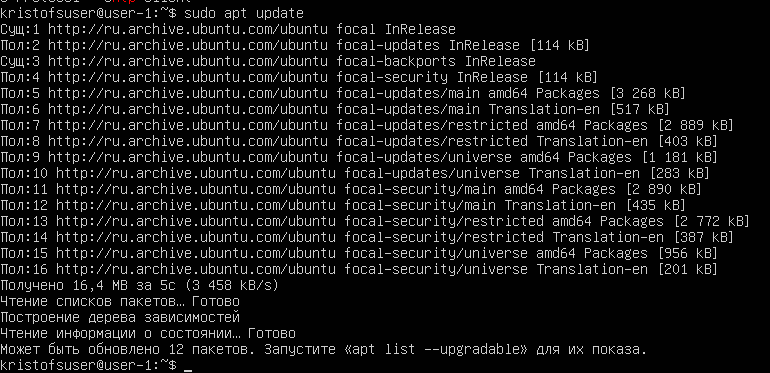 kristofsuser@user-1:~$ sudo apt update
Сущ:1 http://ru.archive.ubuntu.com/ubuntu focal InRelease
Пол:2 http://ru.archive.ubuntu.com/ubuntu focal-updates InRelease [114 kB]
Сущ:3 http://ru.archive.ubuntu.com/ubuntu focal-backports InRelease
Пол:4 http://ru.archive.ubuntu.com/ubuntu focal-security InRelease [114 kB]
Пол:5 http://ru.archive.ubuntu.com/ubuntu focal-updates/main amd64 Packages [3 268 kB]
Пол:6 http://ru.archive.ubuntu.com/ubuntu focal-updates/main Translation-en [517 kB]
Пол:7 http://ru.archive.ubuntu.com/ubuntu focal-updates/restricted amd64 Packages [2 889 kB]
Пол:8 http://ru.archive.ubuntu.com/ubuntu focal-updates/restricted Translation-en [403 kB]
Пол:9 http://ru.archive.ubuntu.com/ubuntu focal-updates/universe amd64 Packages [1 181 kB]
Пол:10 http://ru.archive.ubuntu.com/ubuntu focal-updates/universe Translation-en [283 kB]
Пол:11 http://ru.archive.ubuntu.com/ubuntu focal-security/main amd64 Packages [2 890 kB]
Пол:12 http://ru.archive.ubuntu.com/ubuntu focal-security/main Translation-en [435 kB]
Пол:13 http://ru.archive.ubuntu.com/ubuntu focal-security/restricted amd64 Packages [2 772 kB]
Пол:14 http://ru.archive.ubuntu.com/ubuntu focal-security/restricted Translation-en [387 kB]
Пол:15 http://ru.archive.ubuntu.com/ubuntu focal-security/universe amd64 Packages [956 kB]
Пол:16 http://ru.archive.ubuntu.com/ubuntu focal-security/universe Translation-en [201 kB]
Получено 16,4 MB за 5с (3 458 kB/s)
Чтение списков пакетов… Готово
Построение дерева зависимостей
Чтение информации о состоянии… Готово
Может быть обновлено 12 пакетов. Запустите «apt list --upgradable» для их показа.
kristofsuser@user-1:~$ _